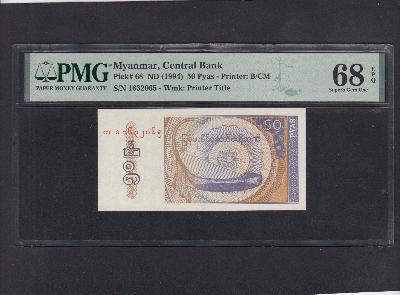 PMG
PAPER MONEY GUARANTY
Myanmar, Central Bank
Pick# 68 ND (1994) 50 Pyas - Printer: B/CM
S/N 1632065 - Wmk: Printer Title
68 EPQ
Superb Gem Unc
50
PYAS